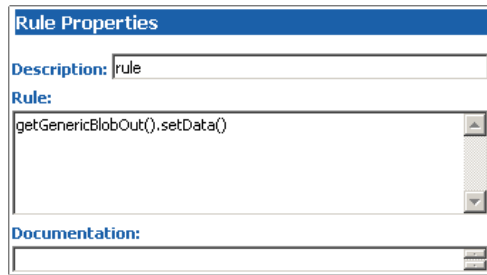 Rule Properties
Description: rule
Rule:
getGenericBlobOut().setData()
Documentation: